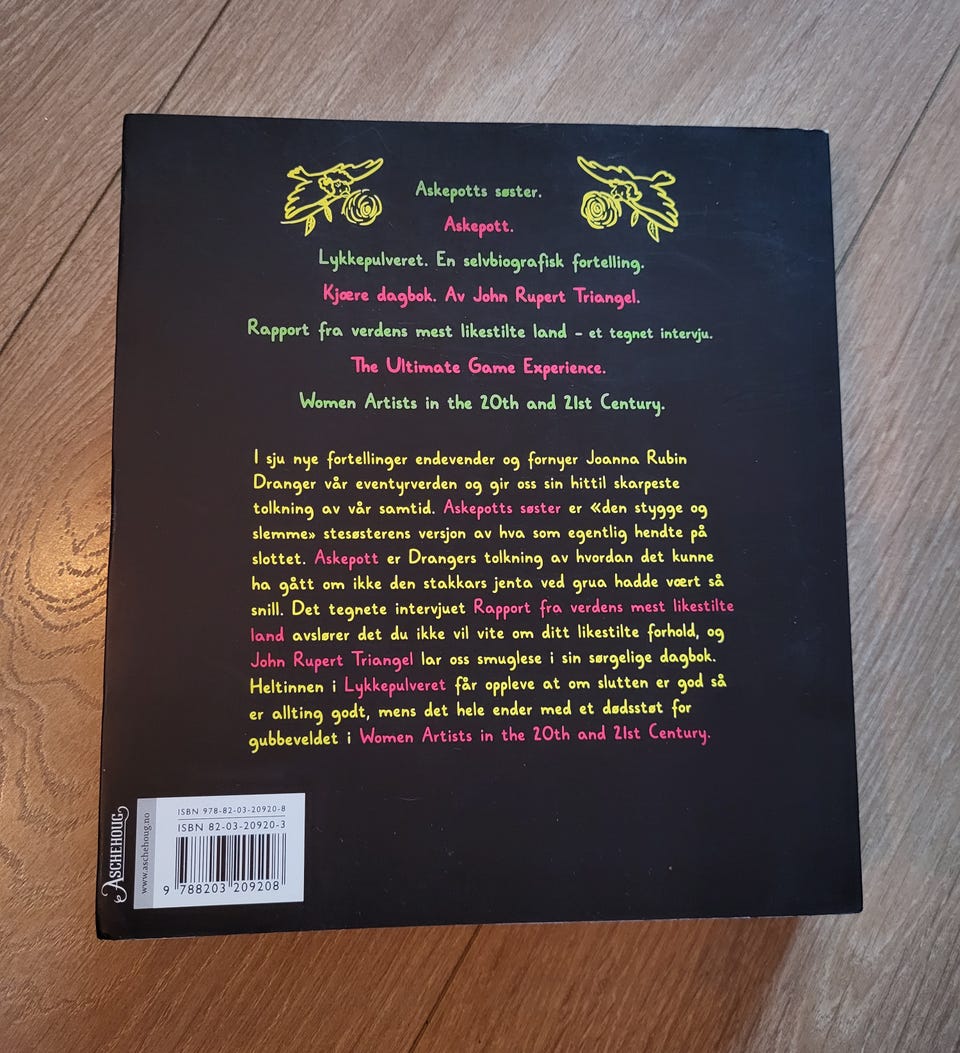 Askepotts søster.
Askepott.
Lykkepulveret. En selvbiografisk fortelling.
Kjære dagbok. Av John Rupert Triangel.
Rapport fra verdens mest likestilte land – et tegnet intervju.
The Ultimate Game Experience.
Women Artists in the 20th and 21st Century.
I sju nye fortellinger endevender og fornyer Joanna Rubin
Dranger vår eventyrverden og gir oss sin hittil skarpeste
tolkning av vår samtid. Askepotts søster er «den stygge og
slemme» stesøsterens versjon av hva som egentlig hendte på
slottet. Askepott er Drangers tolkning av hvordan det kunne
ha gått om ikke den stakkars jenta ved grua hadde vært så
snill. Det tegnete intervjuet Rapport fra verdens mest likestilte
land avslører det du ikke vil vite om ditt likestilte forhold, og
John Rupert Triangel lar oss smuglese i sin sørgelige dagbok.
Heltinnen i Lykkepulveret får oppleve at om slutten er god så
er allting godt, mens det hele ender med et dødsstøt for
gubbeveldet i Women Artists in the 20th and 21st Century.
ASCHEHOUG
www.aschehoug.no
ISBN 978-82-03-20920-8
ISBN 82-03-20920-3
9 788203 209208